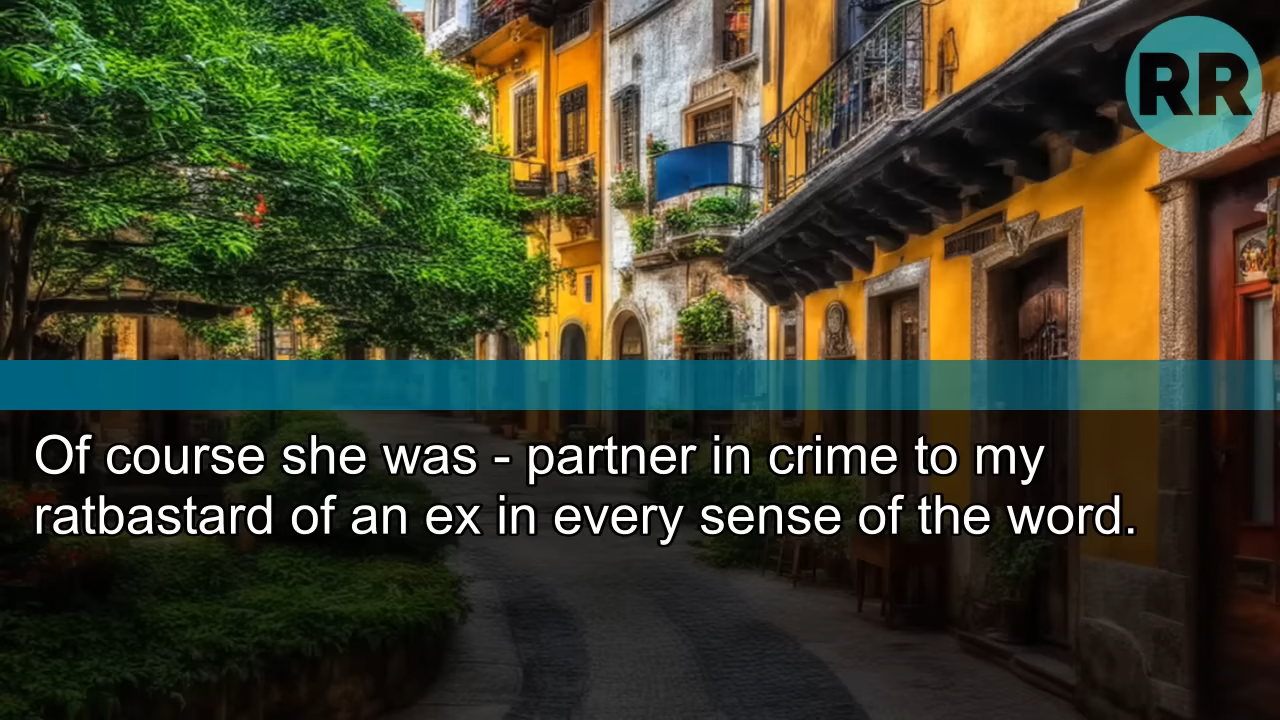 RR
Of course she was - partner in crime to my
ratbastard of an ex in every sense of the word.